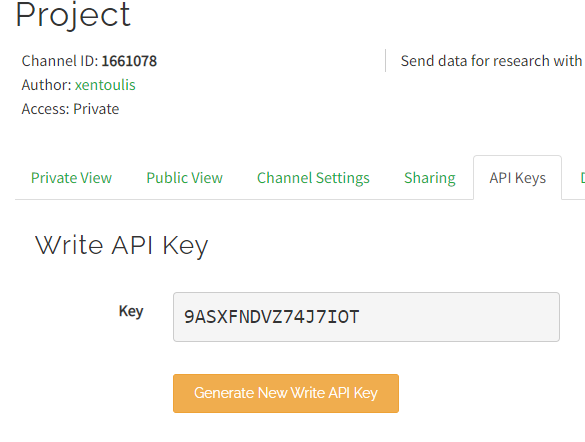 Project
Channel ID: 1661078
Author: xentoulis
Access: Private
Send data for research with
Private View
Public View
Channel Settings
Sharing
API Keys
Write API Key
Key
9ASXFNDVZ74J7IOT
Generate New Write API Key